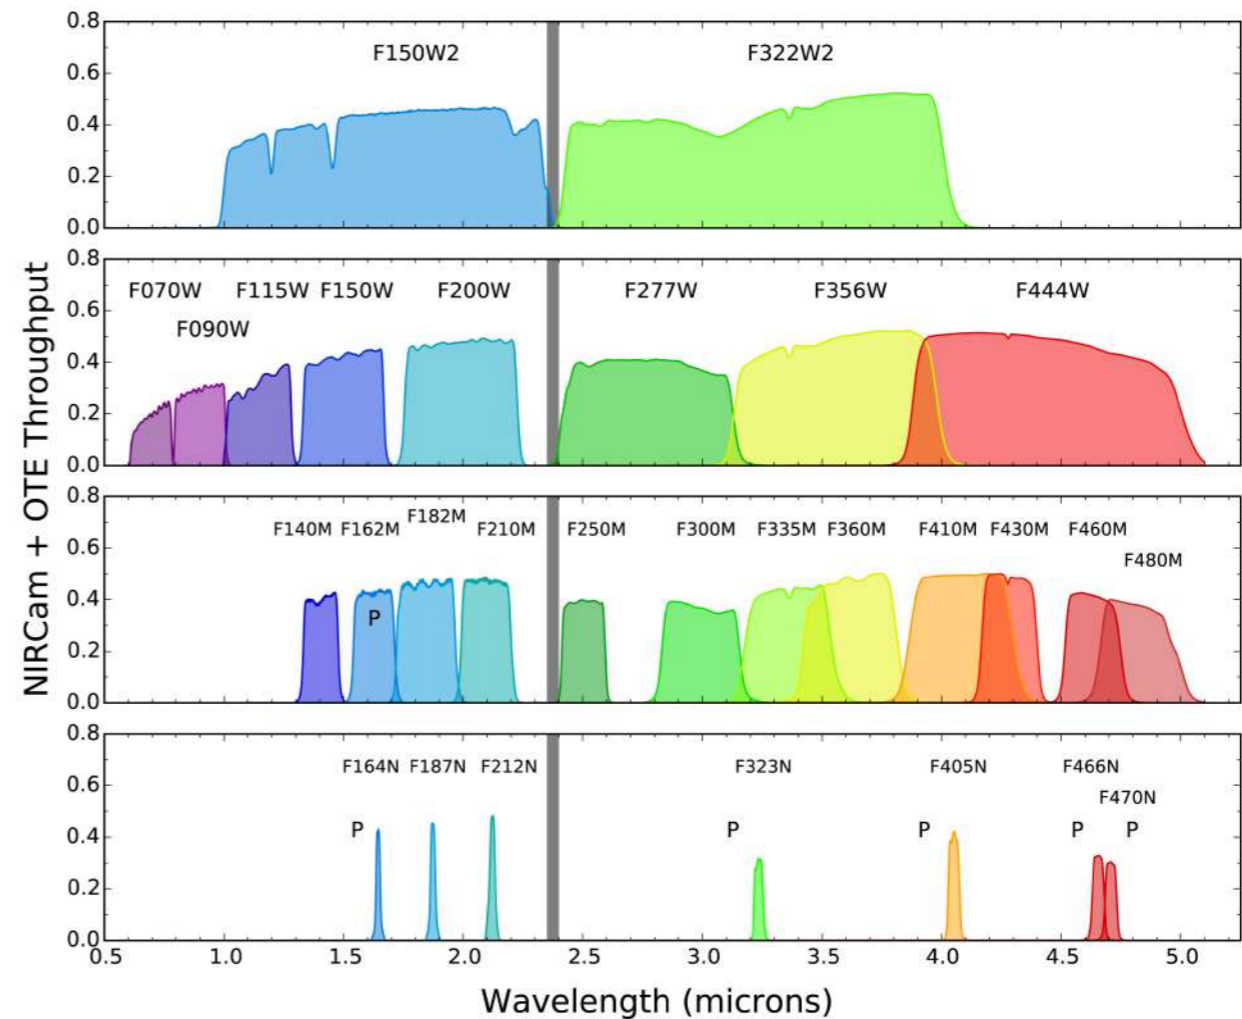 0.8
F150W2 F322W2
0.6
0.4
0.2
0.0
0.8
F070W F115W F150W F200W F277W F356W F444W
0.6
F090W
0.4
0.2
0.0
0.8
F182M
F140M F162M F210M F250M F300M F335M F360M F410M F430M F460M
0.6
F480M
0.4
P
0.2
0.0
0.8
F164N F187N F212N F323N F405N F466N
0.6
F470N
0.4
P P P P P
0.2
0.0
0.5 1.0 1.5 2.0 2.5 3.0 3.5 4.0 4.5 5.0
Wavelength (microns)
NIRCam + OTE Throughput